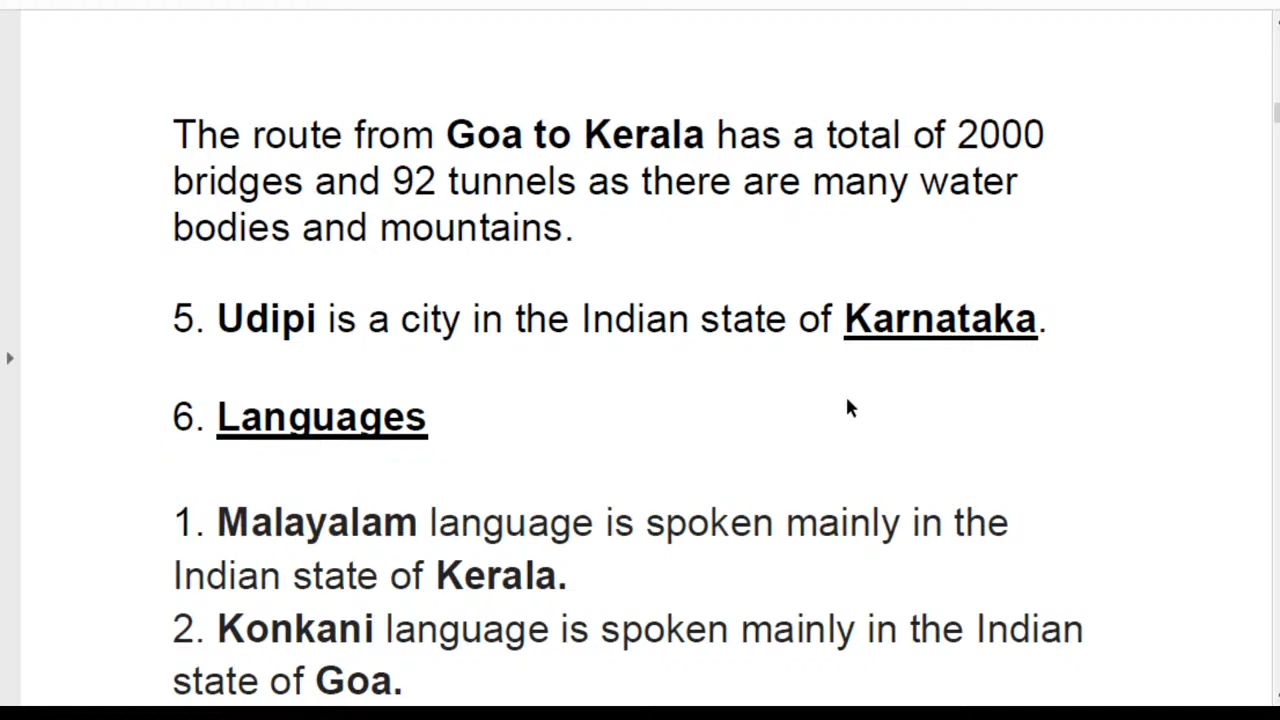 The route from Goa to Kerala has a total of 2000
bridges and 92 tunnels as there are many water
bodies and mountains.
5. Udipi is a city in the Indian state of Karnataka.
6. Languages
1. Malayalam language is spoken mainly in the
Indian state of Kerala.
2. Konkani language is spoken mainly in the Indian
state of Goa.